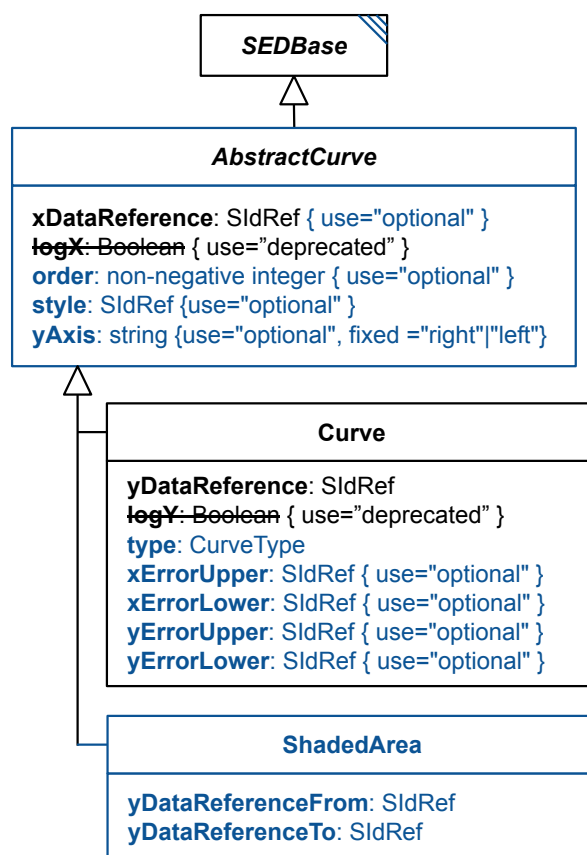 SEDBase
AbstractCurve
xDataReference: SIdRef { use="optional" }
logX: Boolean { use=”deprecated” }
order: non-negative integer { use="optional" }
style: SIdRef {use="optional" }
yAxis: string {use="optional", fixed ="right"|"left"}
Curve
yDataReference: SIdRef
logY: Boolean { use=”deprecated” }
type: CurveType
xErrorUpper: SIdRef { use="optional" }
xErrorLower: SIdRef { use="optional" }
yErrorUpper: SIdRef { use="optional" }
yErrorLower: SIdRef { use="optional" }
ShadedArea
yDataReferenceFrom: SIdRef
yDataReferenceTo: SIdRef